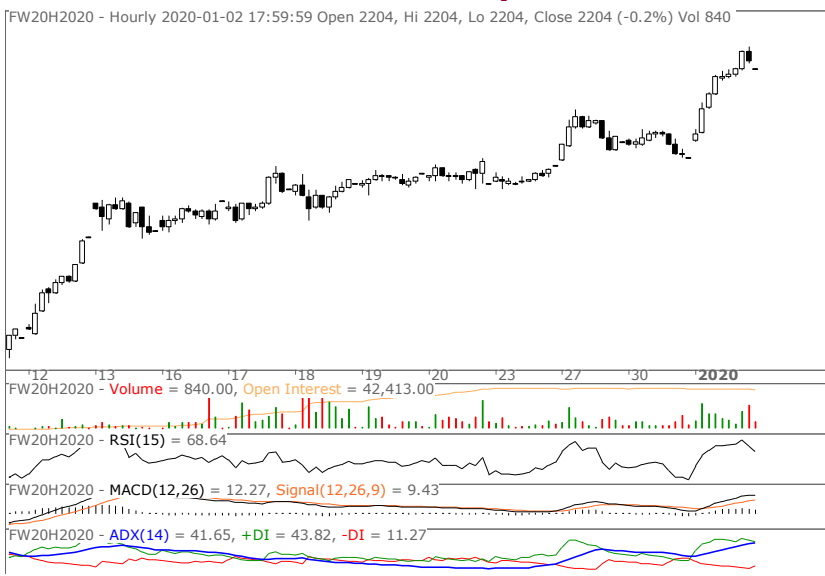 FW20H2020 - Hourly 2020-01-02 17:59:59 Open 2204, Hi 2204, Lo 2204, Close 2204 (-0.2%) Vol 840
12 13 16 17 18 19 20 23 27 30 2020
FW20H2020 - Volume = 840.00, Open Interest = 42,413.00
FW20H2020 - RSI(15) = 68.64
FW20H2020 - MACD(12,26) = 12.27, Signal(12,26,9) = 9.43
FW20H2020 - ADX(14) = 41.65, +DI = 43.82, -DI = 11.27